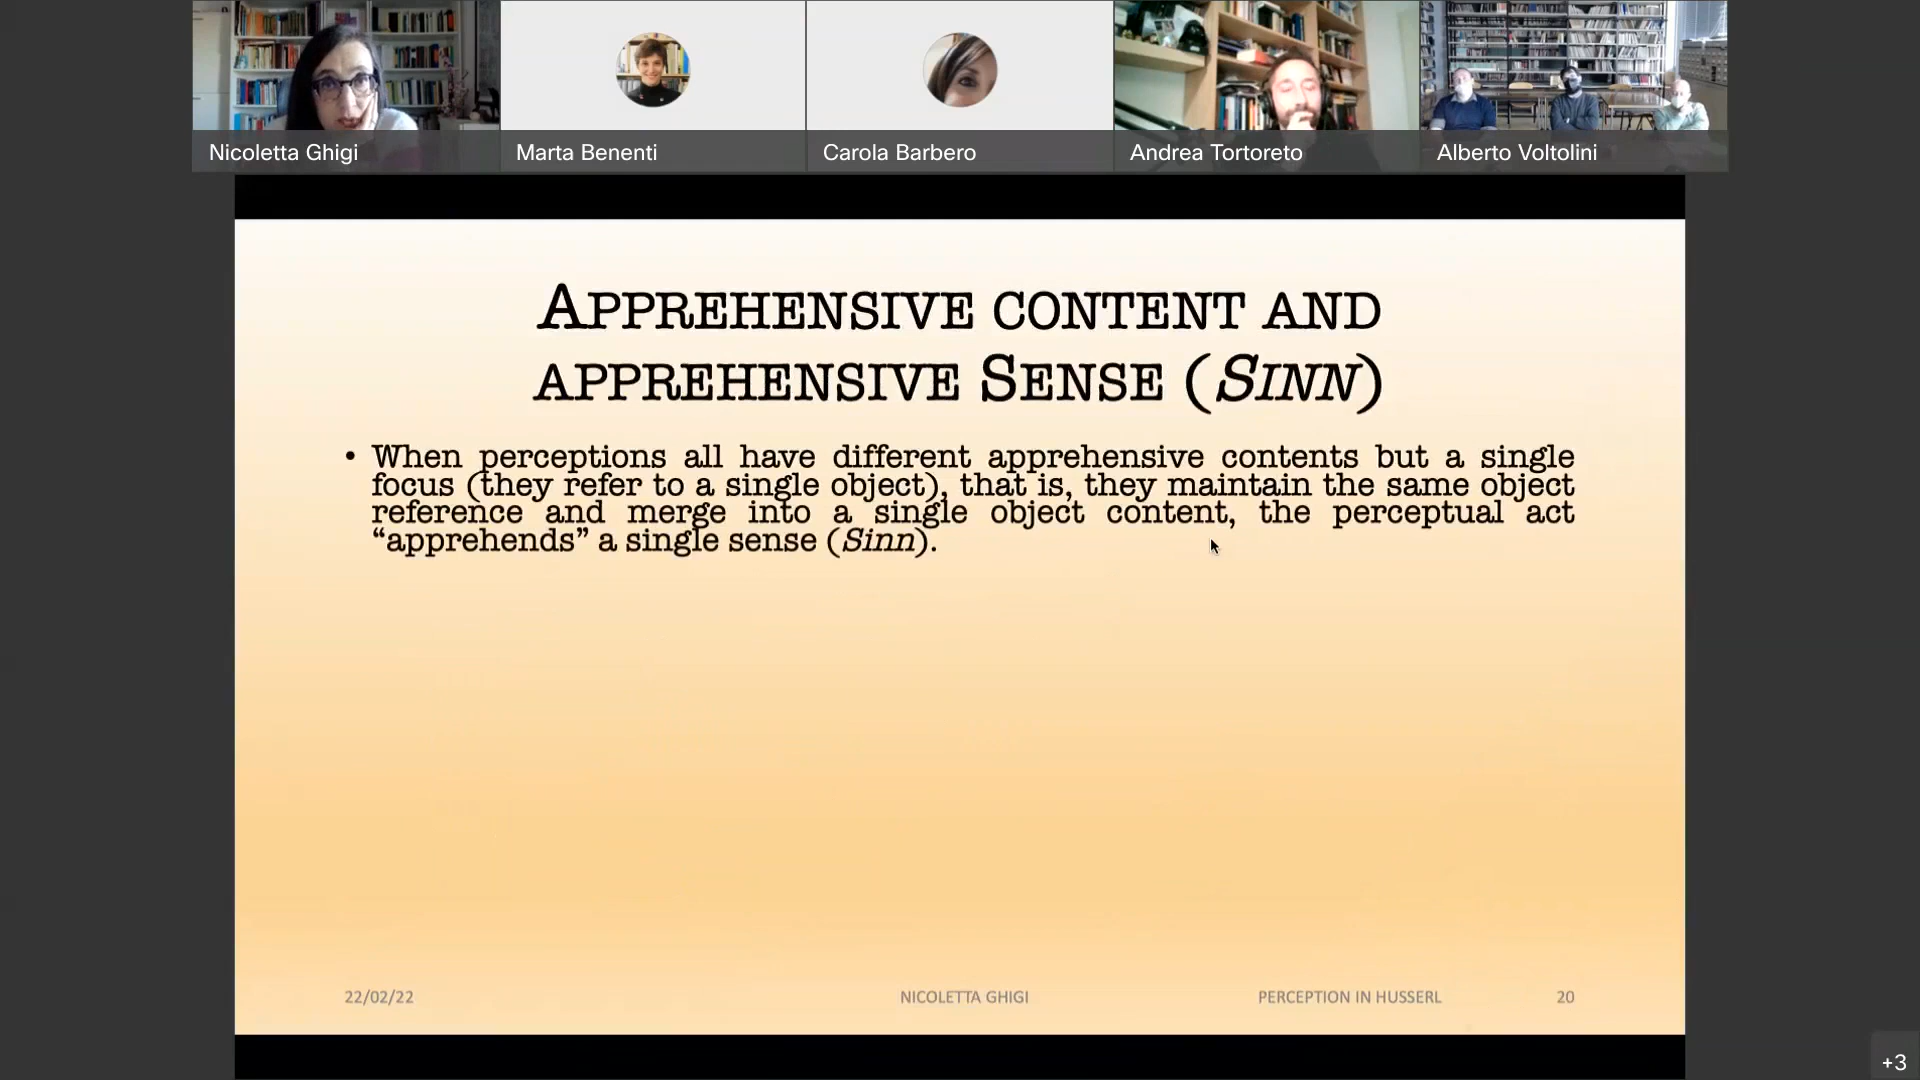 Nicoletta Ghigi
Marta Benenti
Carola Barbero
Andrea Tortoreto
Alberto Voltolini
APPREHENSIVE CONTENT AND
APPREHENSIVE SENSE (SINN)
• When perceptions all have different apprehensive contents but a single
focus (they refer to a single object), that is, they maintain the same object
reference and merge into a single object content, the perceptual act
“apprehends” a single sense (Sinn).
22/02/22
NICOLETTA GHIGI
PERCEPTION IN HUSSERL
20
+3